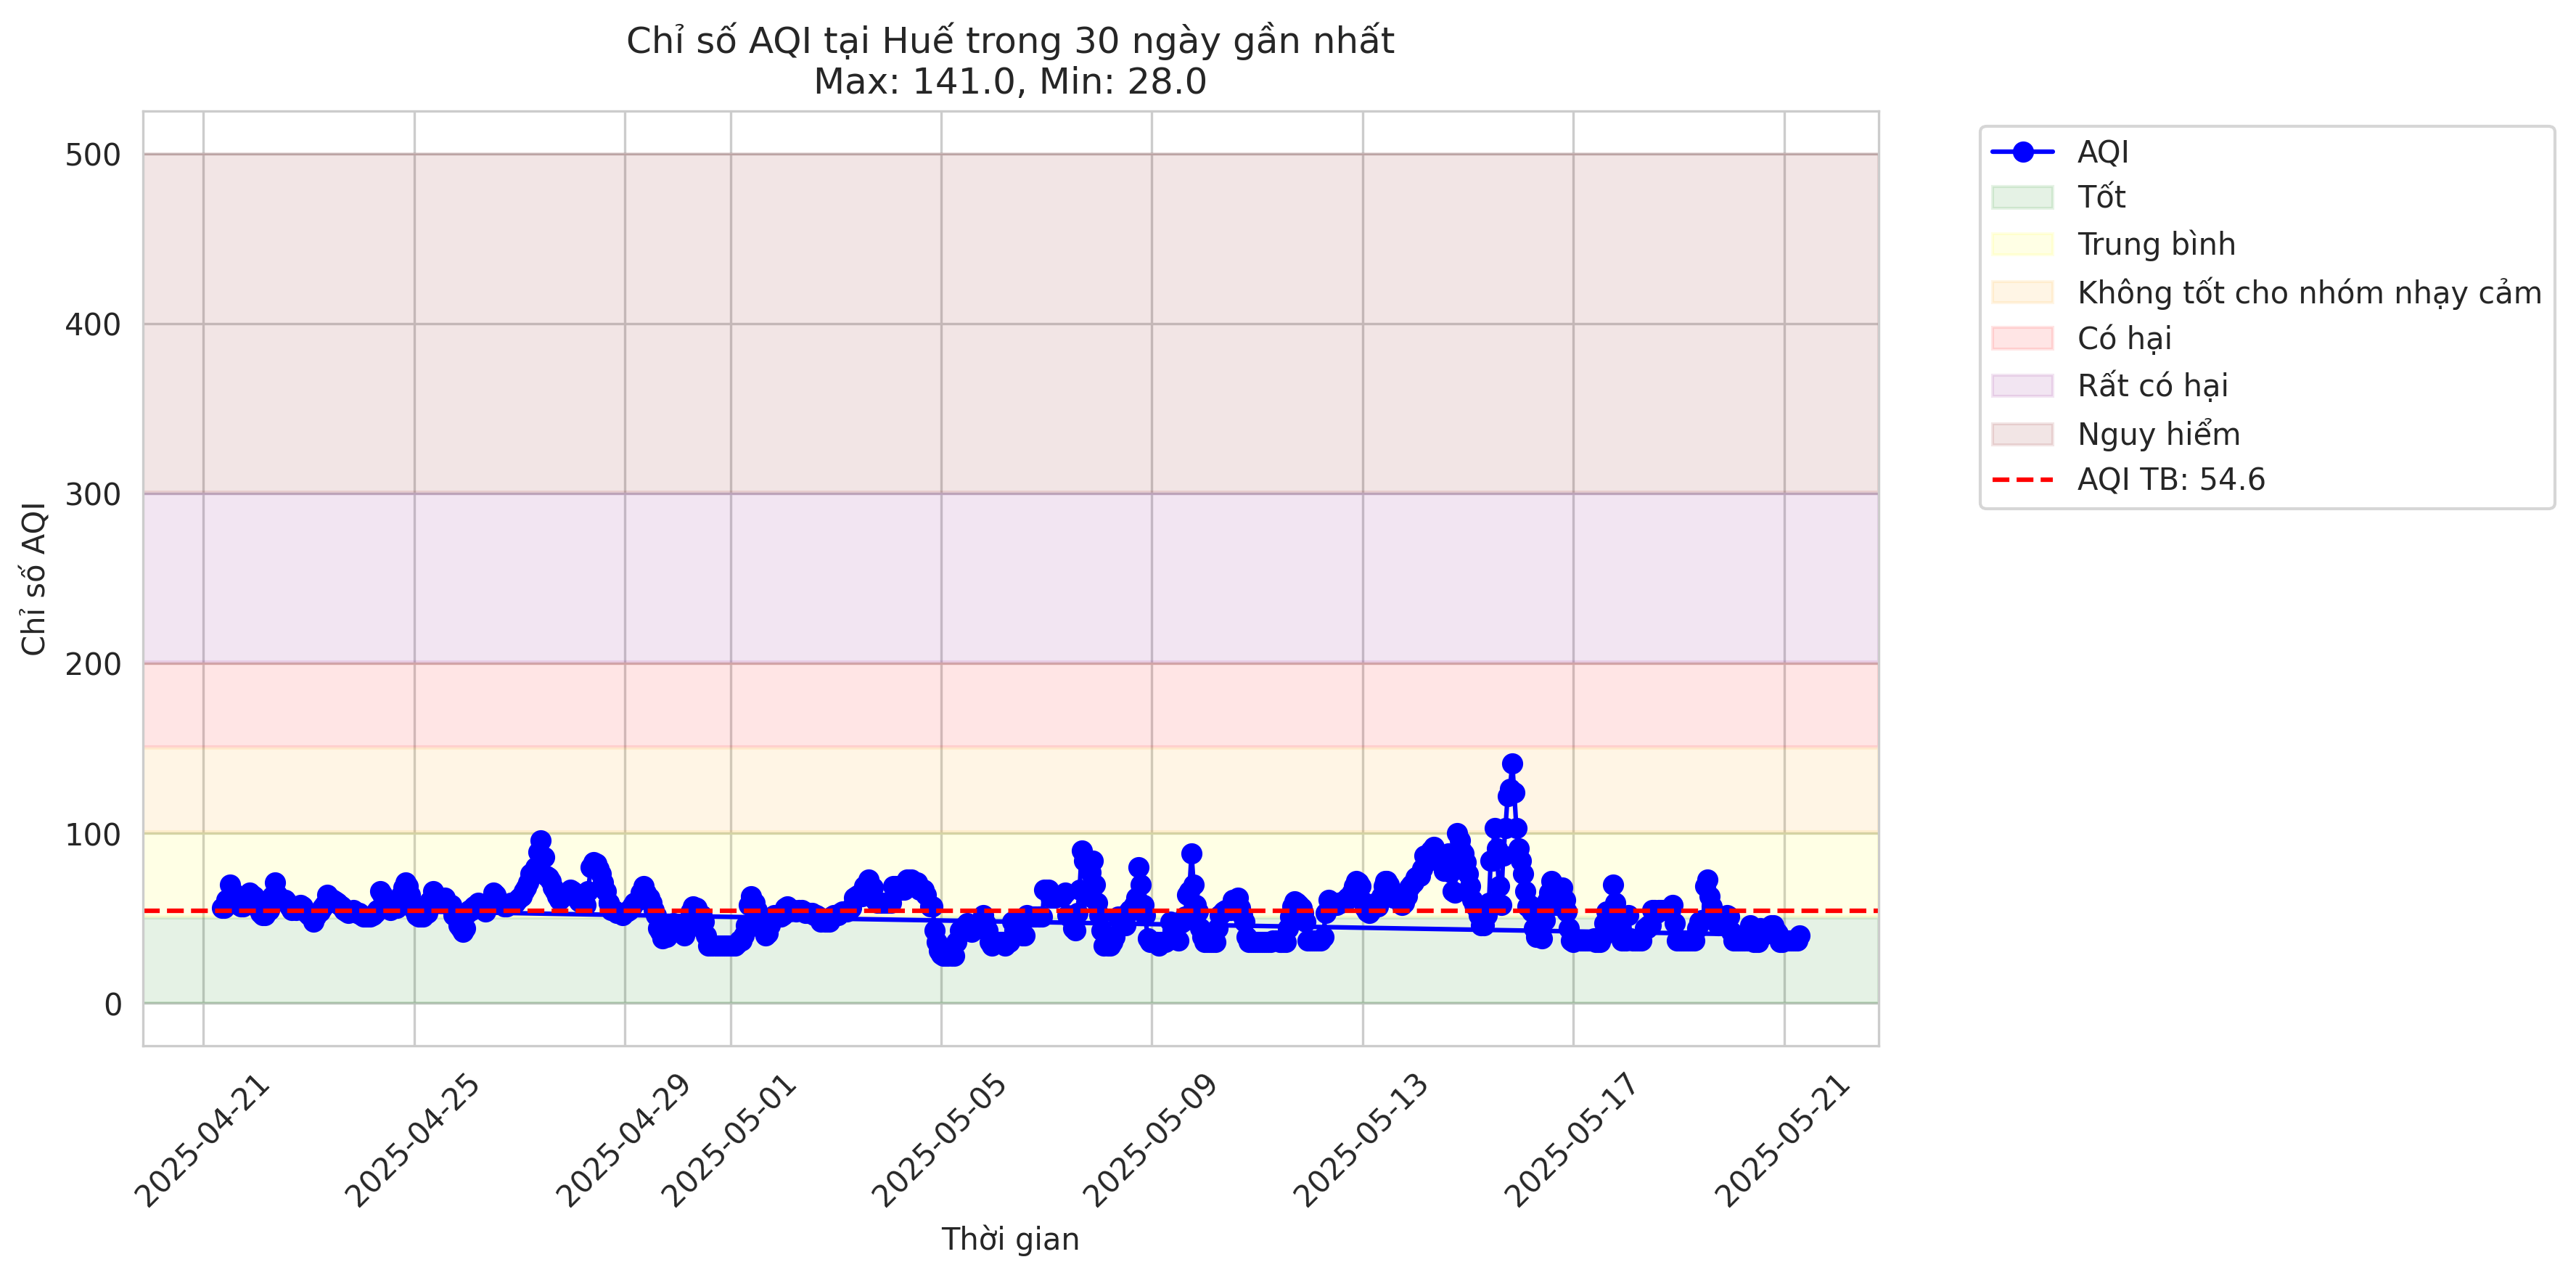 Chỉ số AQI tại Huế trong 30 ngày gần nhất
Max: 141.0, Min: 28.0
Chỉ số AQI
500
400
300
200
100
0
2025-04-21
2025-04-25
2025-04-29
2025-05-01
2025-05-05
2025-05-09
2025-05-13
2025-05-17
2025-05-21
Thời gian
AQI
Tốt
Trung bình
Không tốt cho nhóm nhạy cảm
Có hại
Rất có hại
Nguy hiểm
AQI TB: 54.6